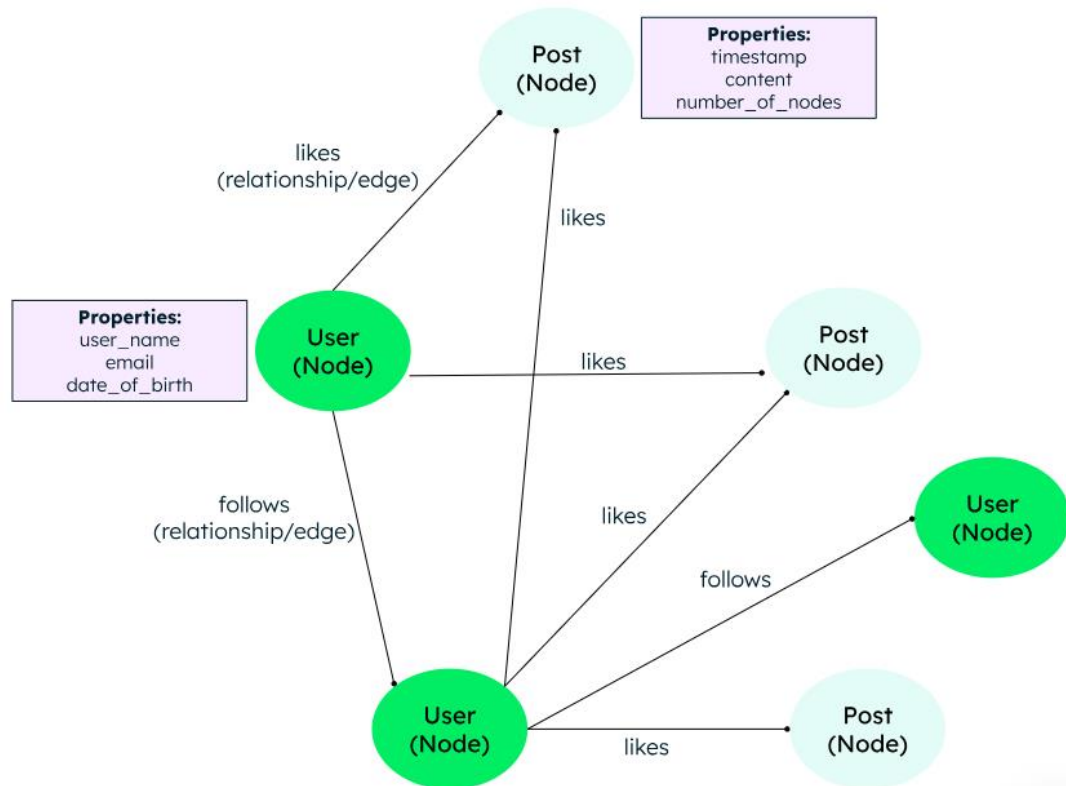 Post
(Node)
Properties:
timestamp
content
number_of_nodes
likes
(relationship/edge)
likes
Properties:
user_name
email
date_of_birth
User
(Node)
likes
Post
(Node)
follows
(relationship/edge)
likes
User
(Node)
follows
User
(Node)
likes
Post
(Node)